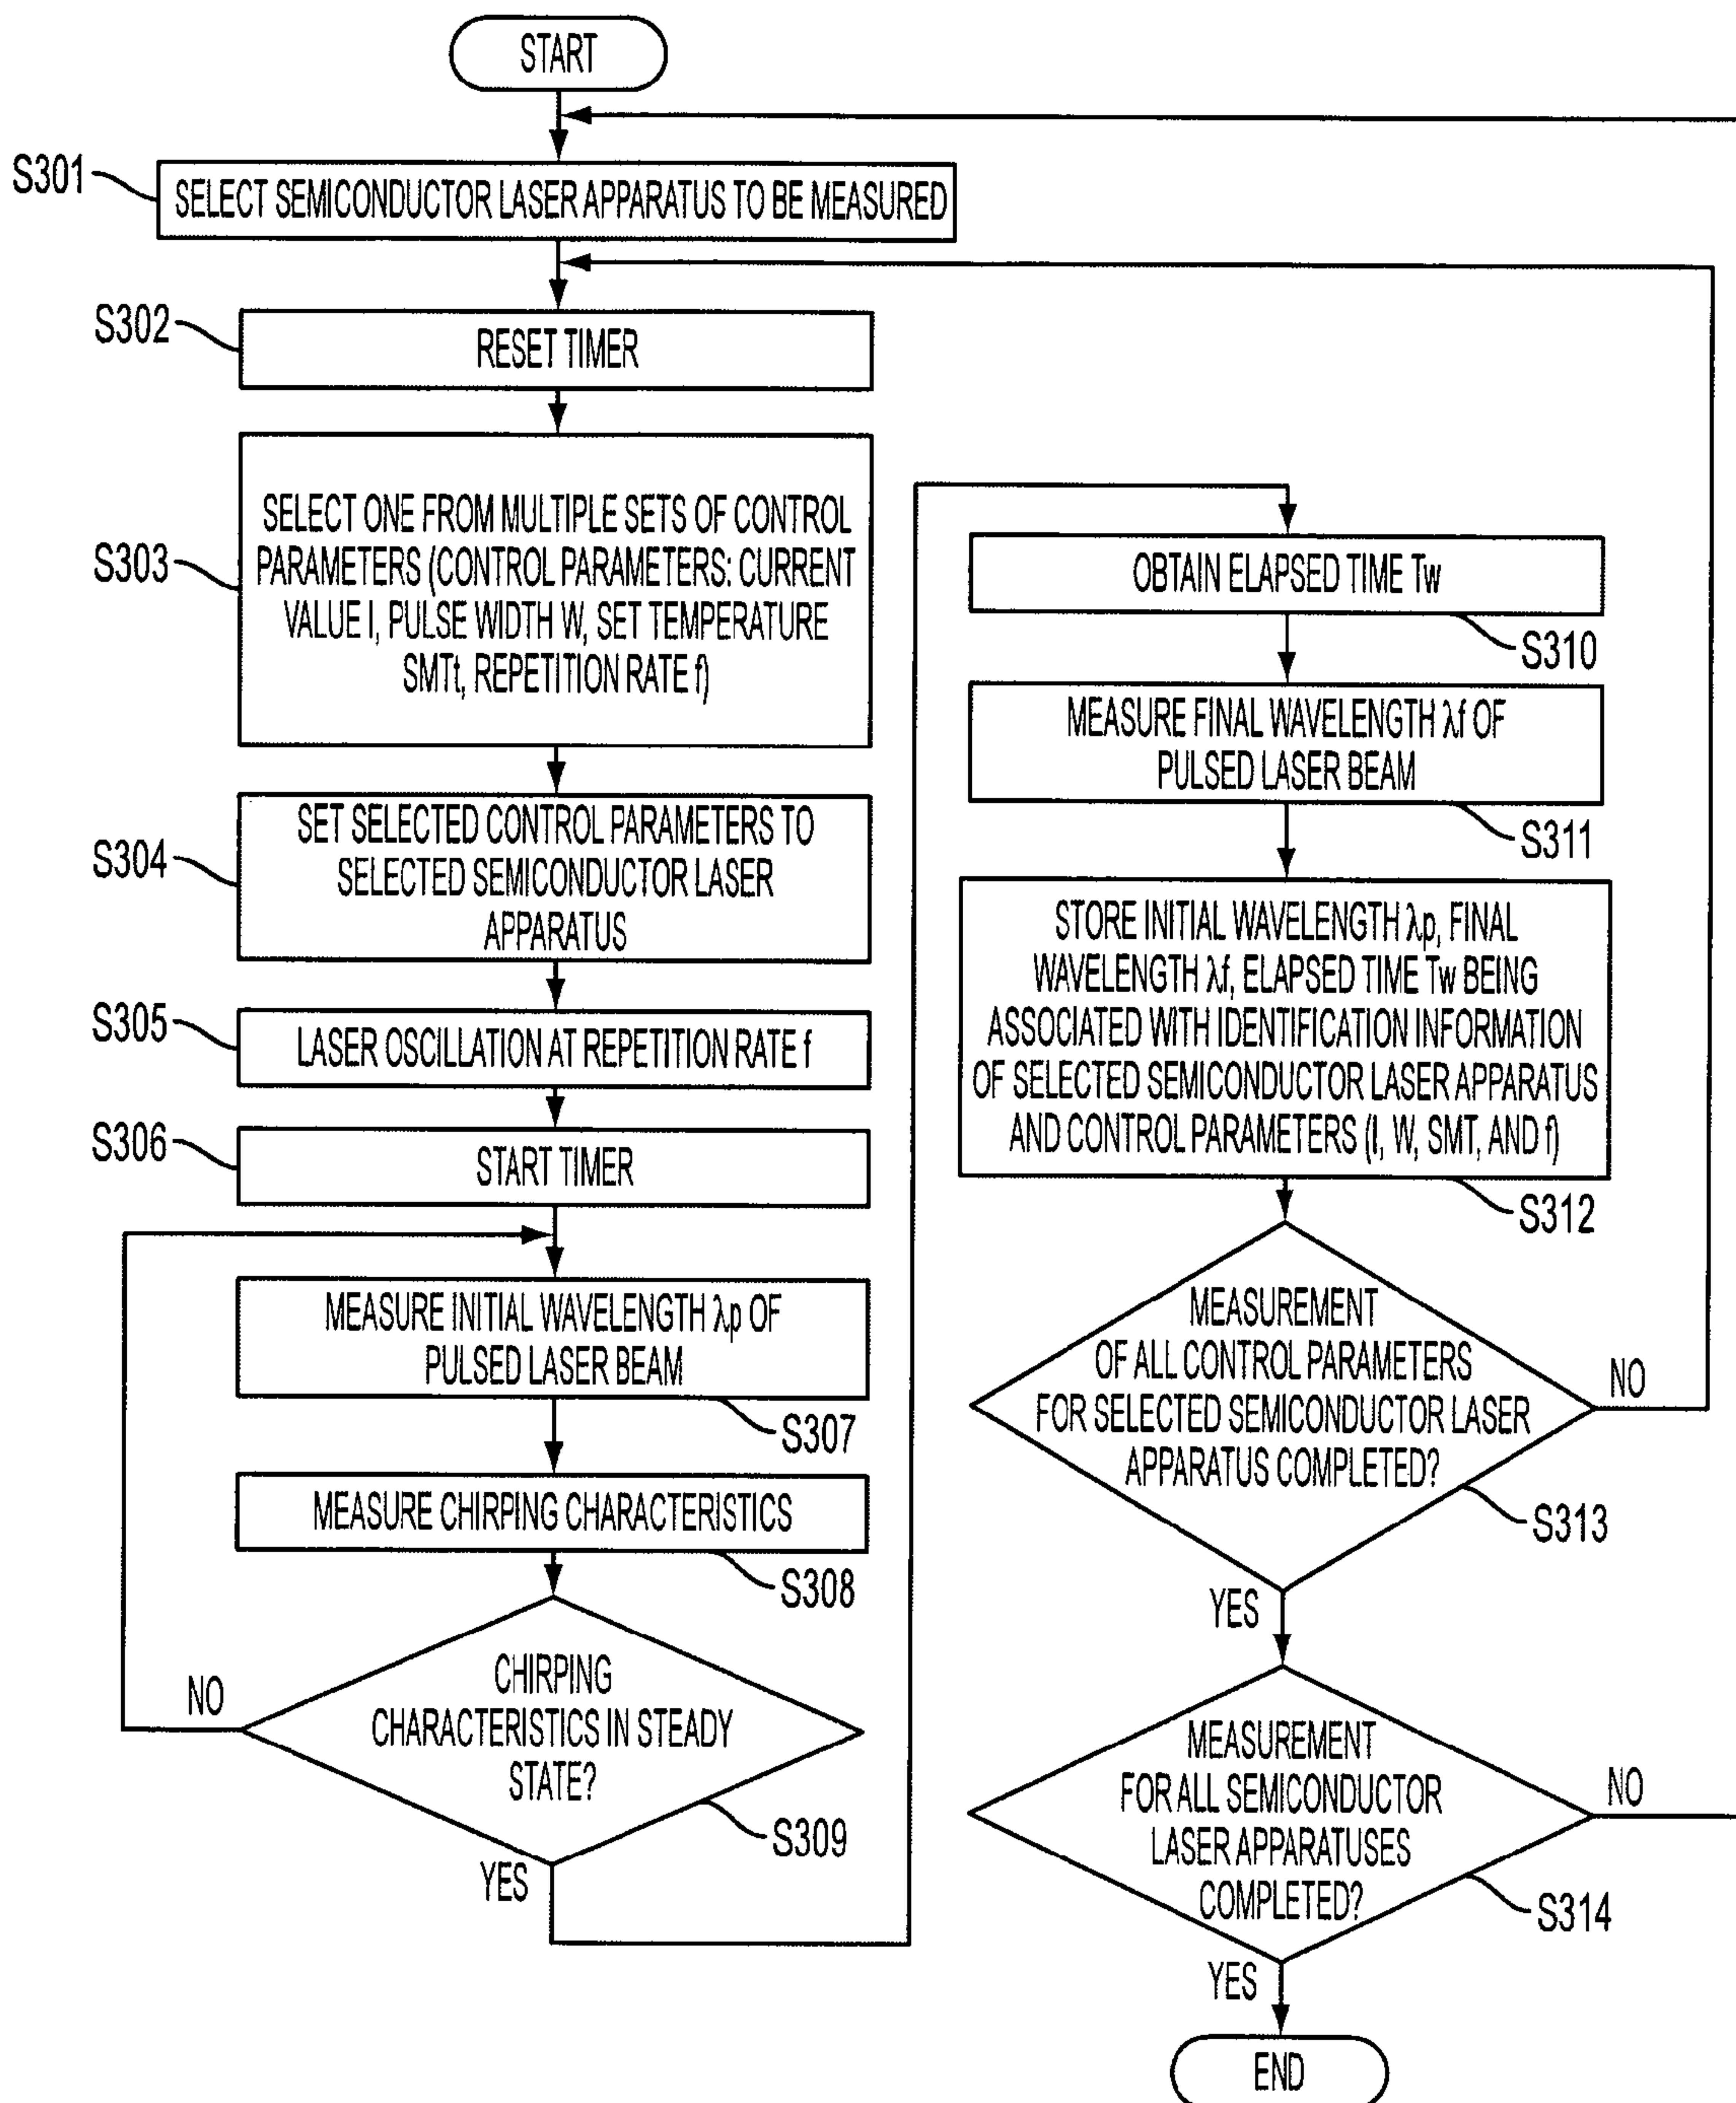 START
S301
SELECT SEMICONDUCTOR LASER APPARATUS TO BE MEASURED
S302
RESET TIMER
S303
SELECT ONE FROM MULTIPLE SETS OF CONTROL
PARAMETERS (CONTROL PARAMETERS: CURRENT
VALUE I, PULSE WIDTH W, SET TEMPERATURE
SMTt, REPETITION RATE f)
S304
SET SELECTED CONTROL PARAMETERS TO
SELECTED SEMICONDUCTOR LASER
APPARATUS
S305
LASER OSCILLATION AT REPETITION RATE f
S306
START TIMER
MEASURE INITIAL WAVELENGTH λp OF
PULSED LASER BEAM
S307
MEASURE CHIRPING CHARACTERISTICS
S308
CHIRPING
CHARACTERISTICS IN STEADY
STATE?
NO
S309
YES
OBTAIN ELAPSED TIME Tw
S310
MEASURE FINAL WAVELENGTH λf OF
PULSED LASER BEAM
S311
STORE INITIAL WAVELENGTH λp, FINAL
WAVELENGTH λf, ELAPSED TIME Tw BEING
ASSOCIATED WITH IDENTIFICATION INFORMATION
OF SELECTED SEMICONDUCTOR LASER APPARATUS
AND CONTROL PARAMETERS (I, W, SMT, AND f)
S312
MEASUREMENT
OF ALL CONTROL PARAMETERS
FOR SELECTED SEMICONDUCTOR LASER
APPARATUS COMPLETED?
NO
S313
YES
MEASUREMENT
FOR ALL SEMICONDUCTOR
LASER APPARATUSES
COMPLETED?
NO
S314
YES
END